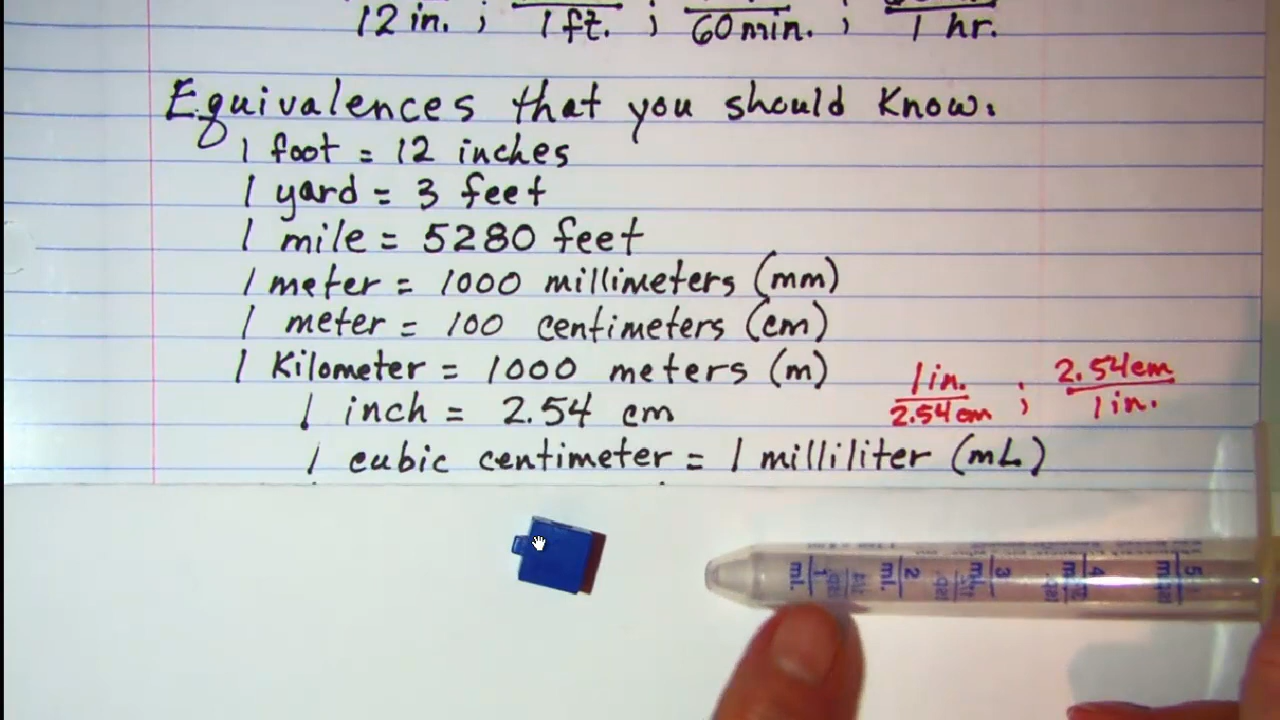 12 in. ; 1 ft. ; 60 min. ; 1 hr.
Equivalences that you should know:
1 foot = 12 inches
1 yard = 3 feet
1 mile = 5280 feet
1 meter = 1000 millimeters (mm)
1 meter = 100 centimeters (cm)
1 Kilometer = 1000 meters (m)
1 in. / 2.54 cm ; 2.54 cm / 1 in.
1 inch = 2.54 cm
1 cubic centimeter = 1 milliliter (mL)
1 ml. 2 ml. 3 4 5